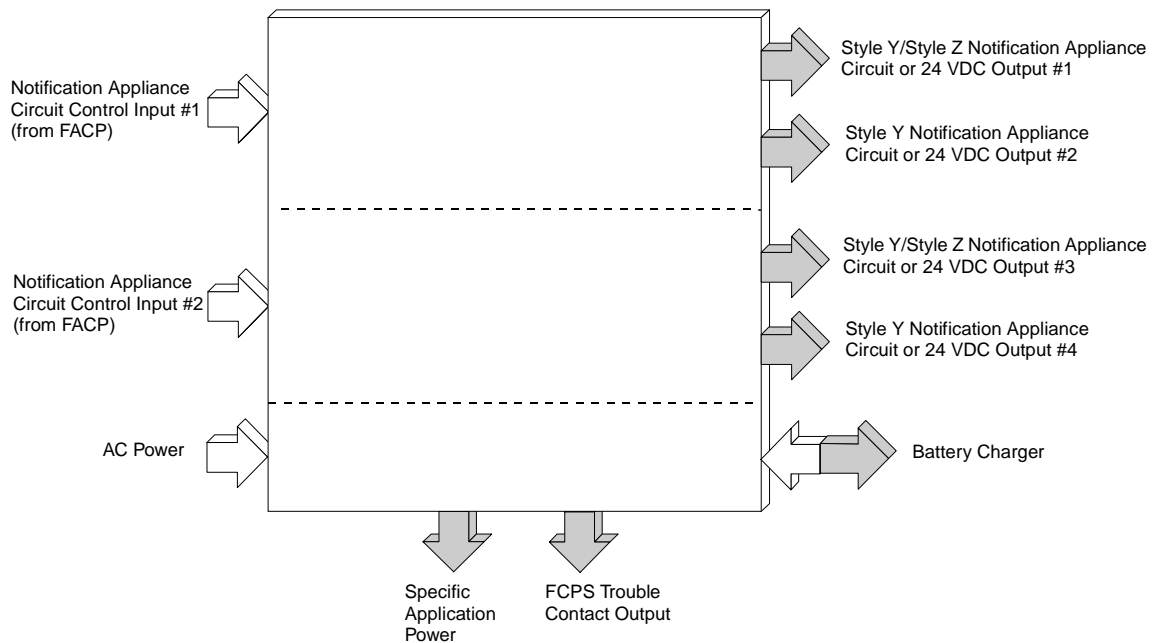 Notification Appliance
Circuit Control Input #1
(from FACP)
Style Y/Style Z Notification Appliance
Circuit or 24 VDC Output #1
Style Y Notification Appliance
Circuit or 24 VDC Output #2
Notification Appliance
Circuit Control Input #2
(from FACP)
Style Y/Style Z Notification Appliance
Circuit or 24 VDC Output #3
Style Y Notification Appliance
Circuit or 24 VDC Output #4
AC Power
Battery Charger
Specific
Application
Power
FCPS Trouble
Contact Output